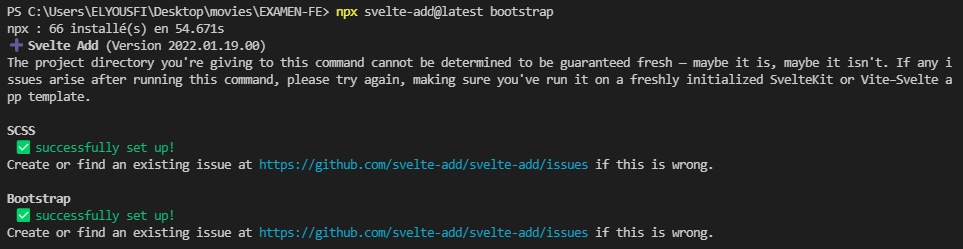 PS C:\Users\ELYOUSFI\Desktop\movies\EXAMEN-FE> npx svelte-add@latest bootstrap
npx : 66 installé(s) en 54.671s
➕ Svelte Add (Version 2022.01.19.00)
The project directory you're giving to this command cannot be determined to be guaranteed fresh — maybe it is, maybe it isn't. If any i
ssues arise after running this command, please try again, making sure you've run it on a freshly initialized SvelteKit or Vite–Svelte a
pp template.
SCSS
✅ successfully set up!
Create or find an existing issue at https://github.com/svelte-add/svelte-add/issues if this is wrong.
Bootstrap
✅ successfully set up!
Create or find an existing issue at https://github.com/svelte-add/svelte-add/issues if this is wrong.